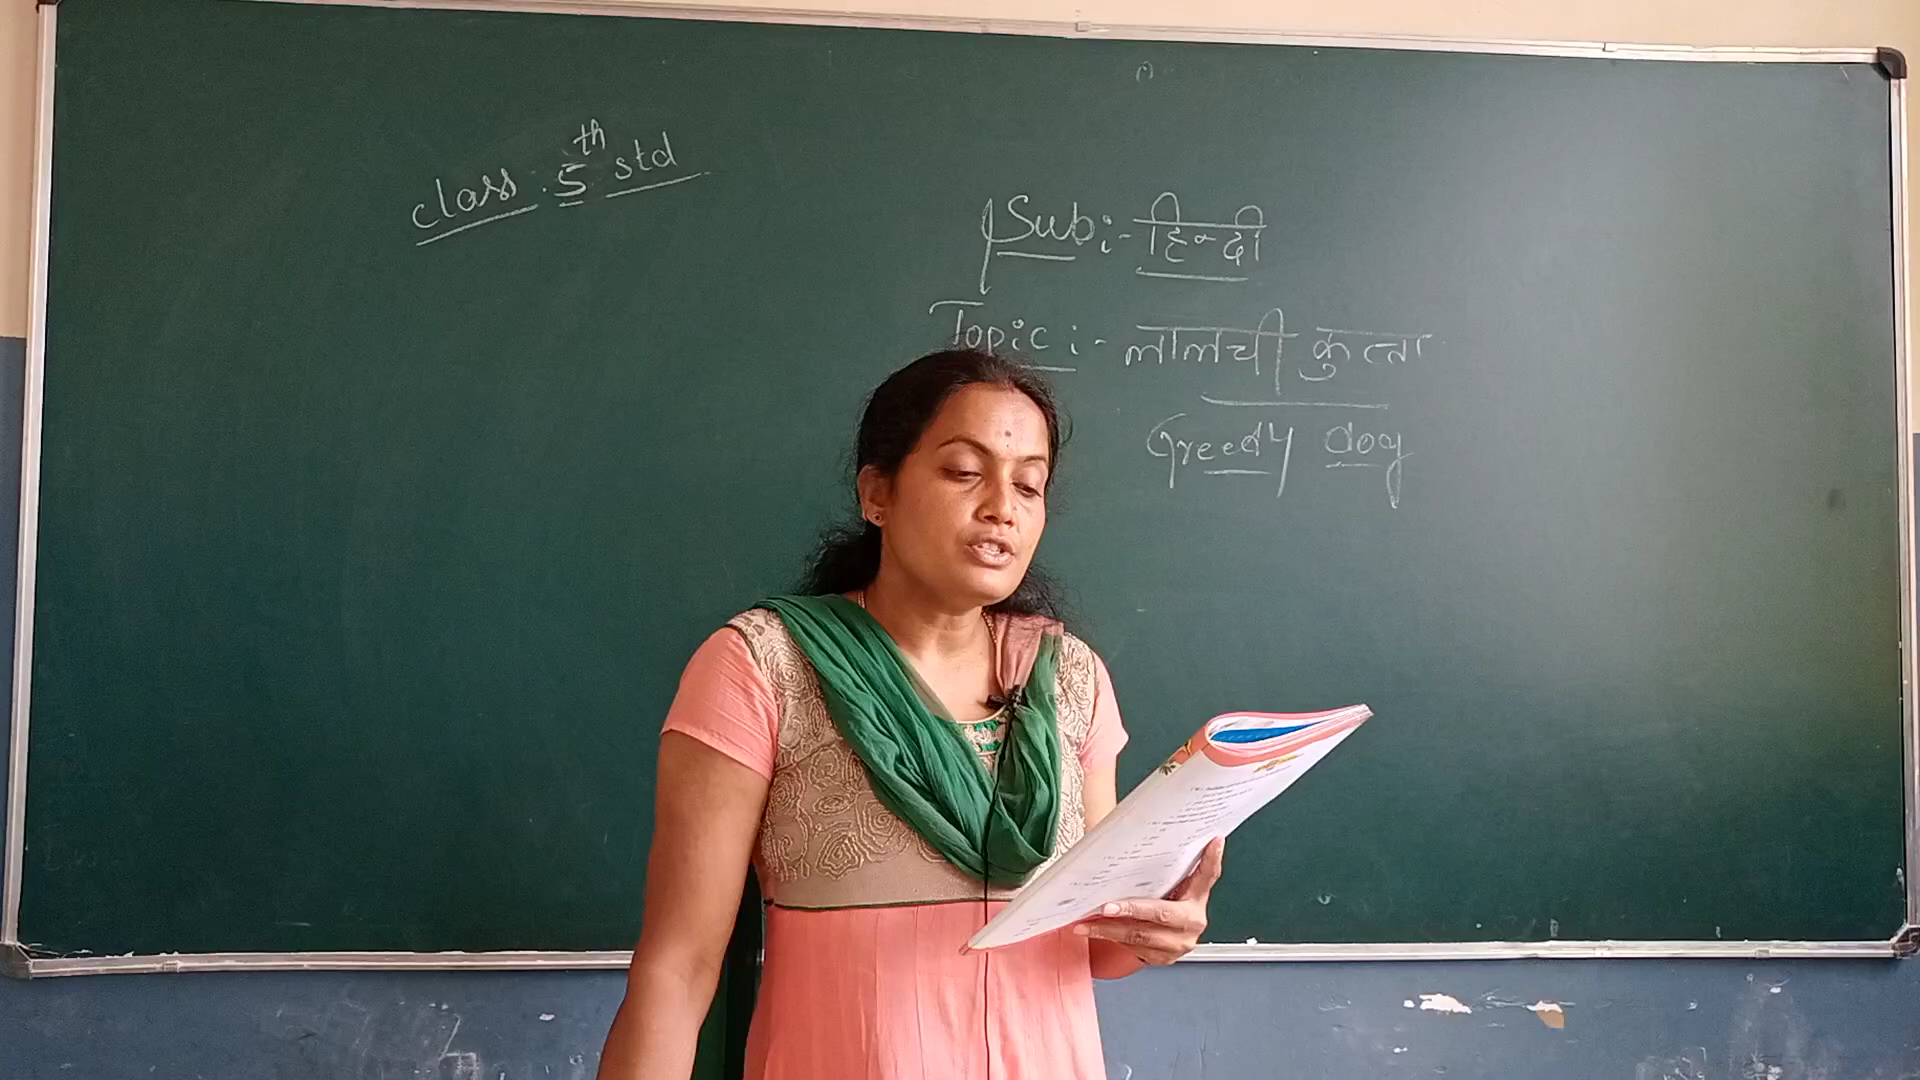 class . 5th std
Sub:- हिन्दी
Topic :- लालची कुत्ता
Greedy dog